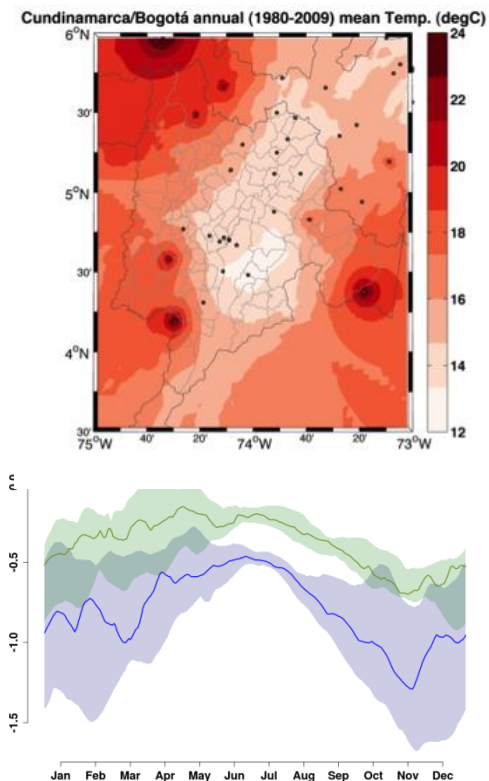 Cundinamarca/Bogotá annual (1980-2009) mean Temp. (degC)
6°N
30'
5°N
30'
4°N
30'
75°W 40' 20' 74°W 40' 20' 73°W
24
22
20
18
16
14
12
-0.5
-1.0
-1.5
Jan Feb Mar Apr May Jun Jul Aug Sep Oct Nov Dec